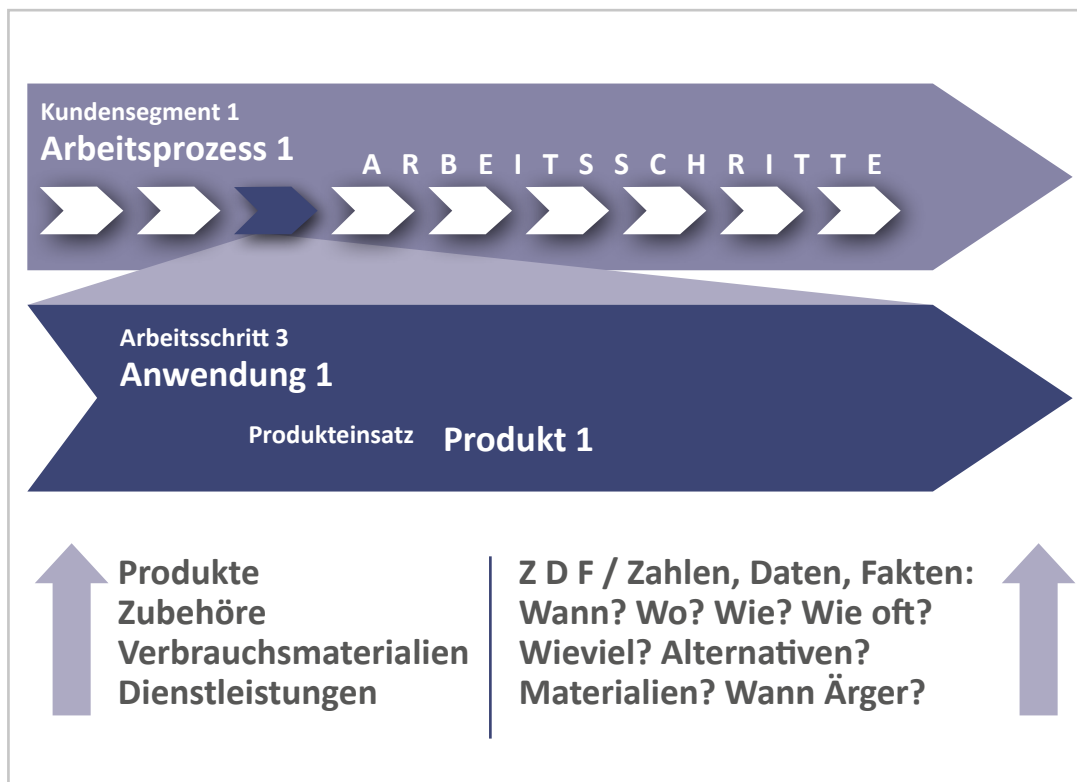 Kundensegment 1
Arbeitsprozess 1
A R B E I T S S C H R I T T E
Arbeitsschritt 3
Anwendung 1
Produkteinsatz Produkt 1
Produkte
Zubehöre
Verbrauchsmaterialien
Dienstleistungen
Z D F / Zahlen, Daten, Fakten:
Wann? Wo? Wie? Wie oft?
Wieviel? Alternativen?
Materialien? Wann Ärger?